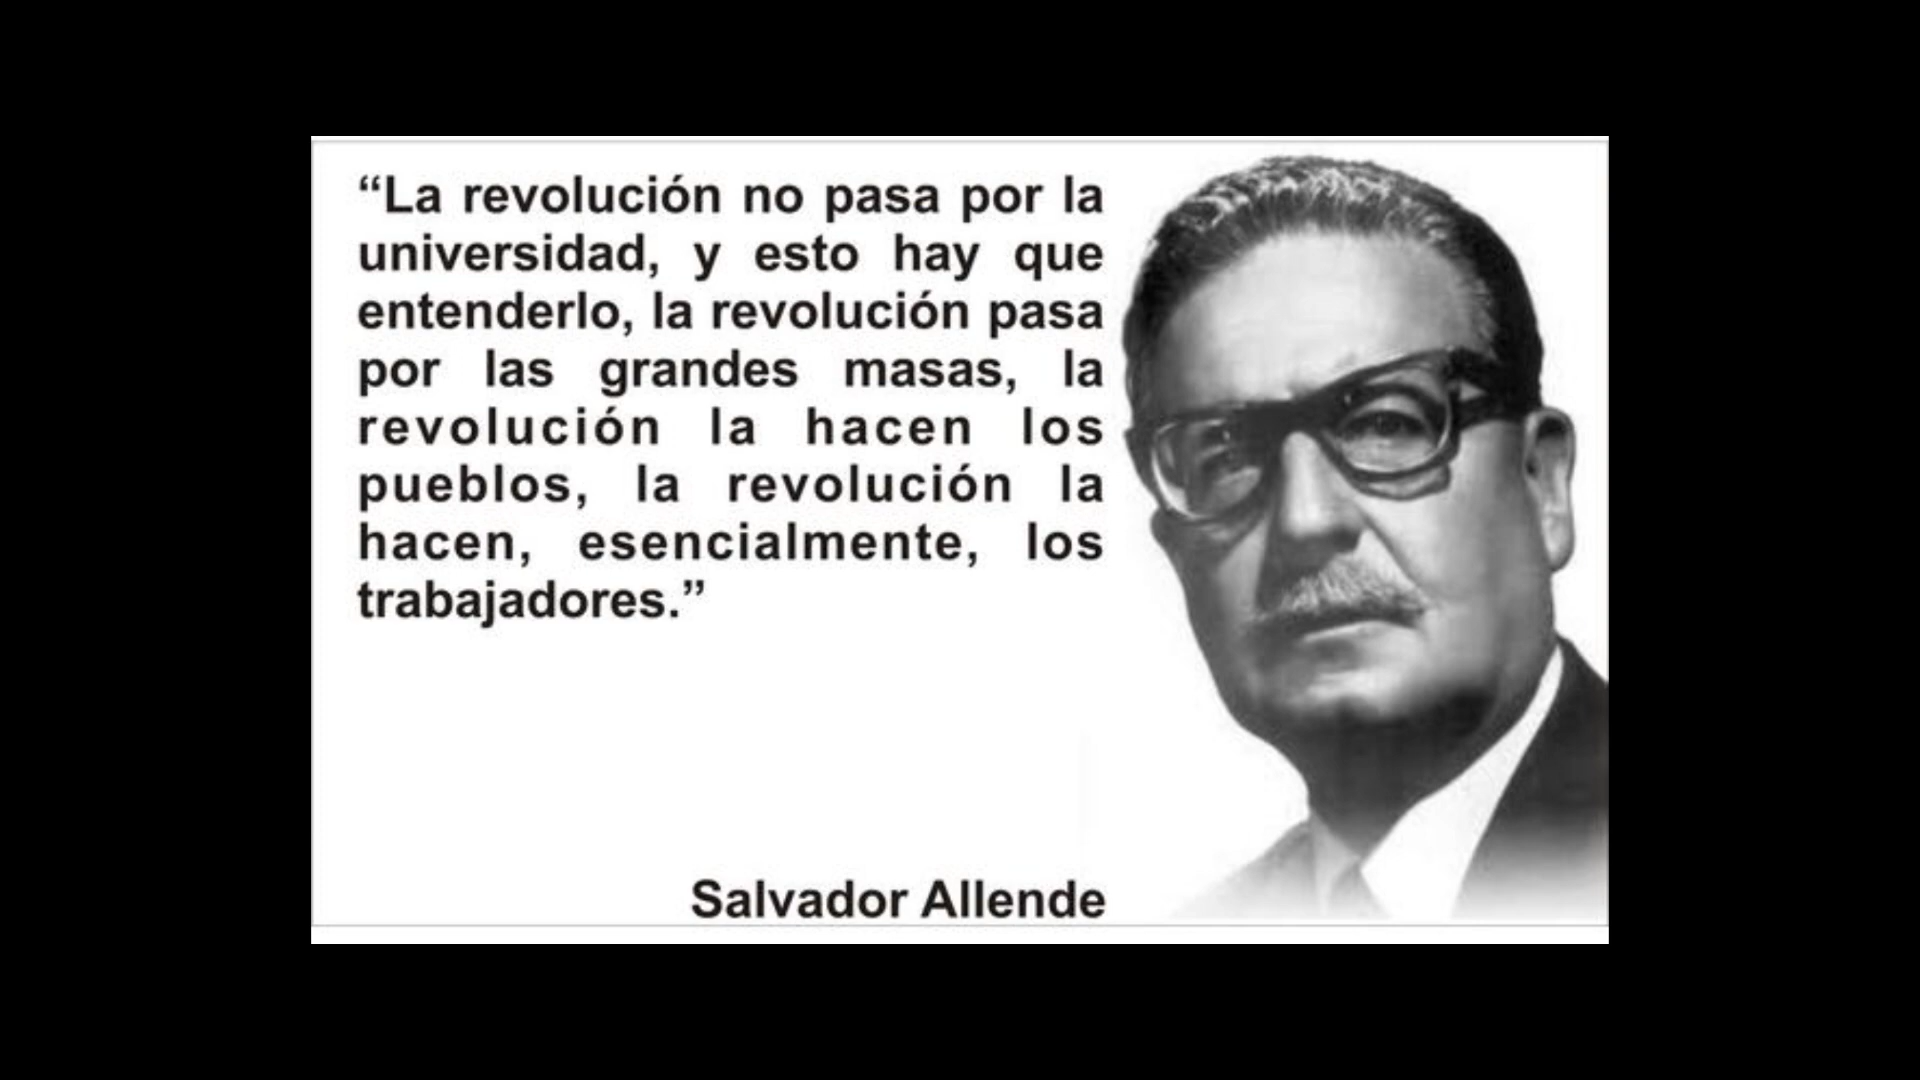 “La revolución no pasa por la
universidad, y esto hay que
entenderlo, la revolución pasa
por las grandes masas, la
revolución la hacen los
pueblos, la revolución la
hacen, esencialmente, los
trabajadores.”
Salvador Allende